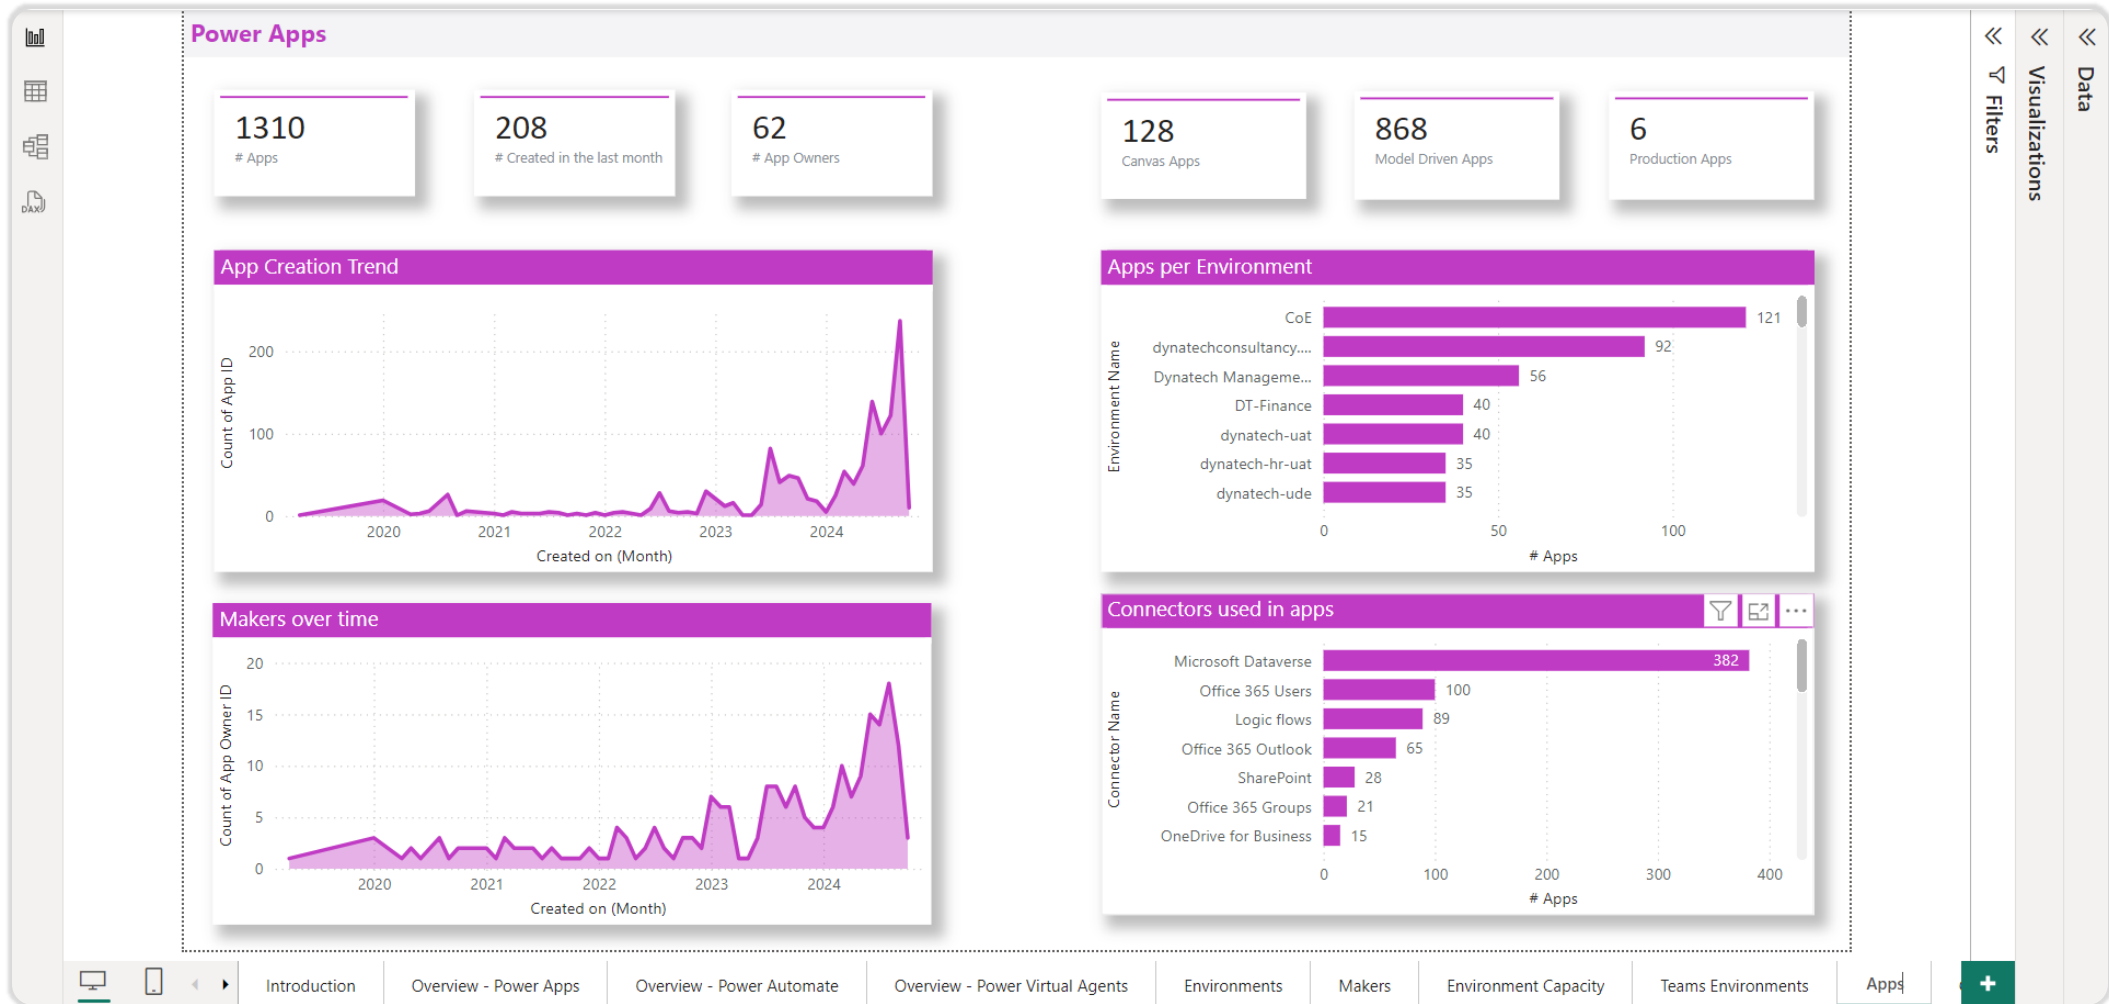 Power Apps
1310
# Apps
208
# Created in the last month
62
# App Owners
128
Canvas Apps
868
Model Driven Apps
6
Production Apps
App Creation Trend
Count of App ID
200
100
0
2020 2021 2022 2023 2024
Created on (Month)
Apps per Environment
Environment Name
CoE 121
dynatechconsultancy.... 92
Dynatech Manageme... 56
DT-Finance 40
dynatech-uat 40
dynatech-hr-uat 35
dynatech-ude 35
0 50 100
# Apps
Makers over time
Count of App Owner ID
20
15
10
5
0
2020 2021 2022 2023 2024
Created on (Month)
Connectors used in apps
Connector Name
Microsoft Dataverse 382
Office 365 Users 100
Logic flows 89
Office 365 Outlook 65
SharePoint 28
Office 365 Groups 21
OneDrive for Business 15
0 100 200 300 400
# Apps
Filters
Visualizations
Data
DAX
Introduction Overview - Power Apps Overview - Power Automate Overview - Power Virtual Agents Environments Makers Environment Capacity Teams Environments Apps